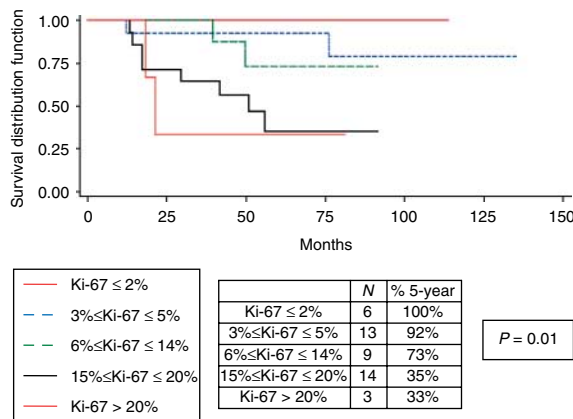 Survival distribution function
1.00
0.75
0.50
0.25
0.00
0 25 50 75 100 125 150
Months
Ki-67 ≤ 2%
3%≤Ki-67 ≤ 5%
6%≤Ki-67 ≤ 14%
15%≤Ki-67 ≤ 20%
Ki-67 > 20%
N % 5-year
Ki-67 ≤ 2% 6 100%
3%≤Ki-67 ≤ 5% 13 92%
6%≤Ki-67 ≤ 14% 9 73%
15%≤Ki-67 ≤ 20% 14 35%
Ki-67 > 20% 3 33%
P = 0.01